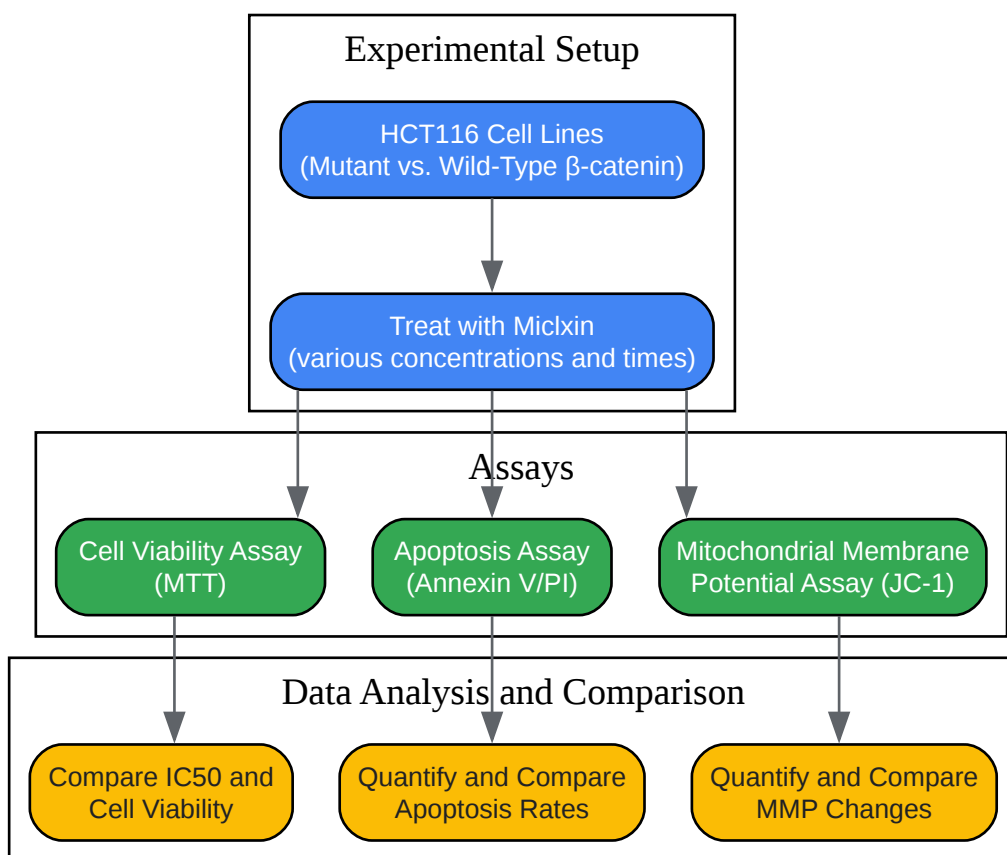 Experimental Setup
HCT116 Cell Lines
(Mutant vs. Wild-Type β-catenin)
Treat with Miclxin
(various concentrations and times)
Assays
Cell Viability Assay
(MTT)
Apoptosis Assay
(Annexin V/PI)
Mitochondrial Membrane
Potential Assay (JC-1)
Data Analysis and Comparison
Compare IC50 and
Cell Viability
Quantify and Compare
Apoptosis Rates
Quantify and Compare
MMP Changes